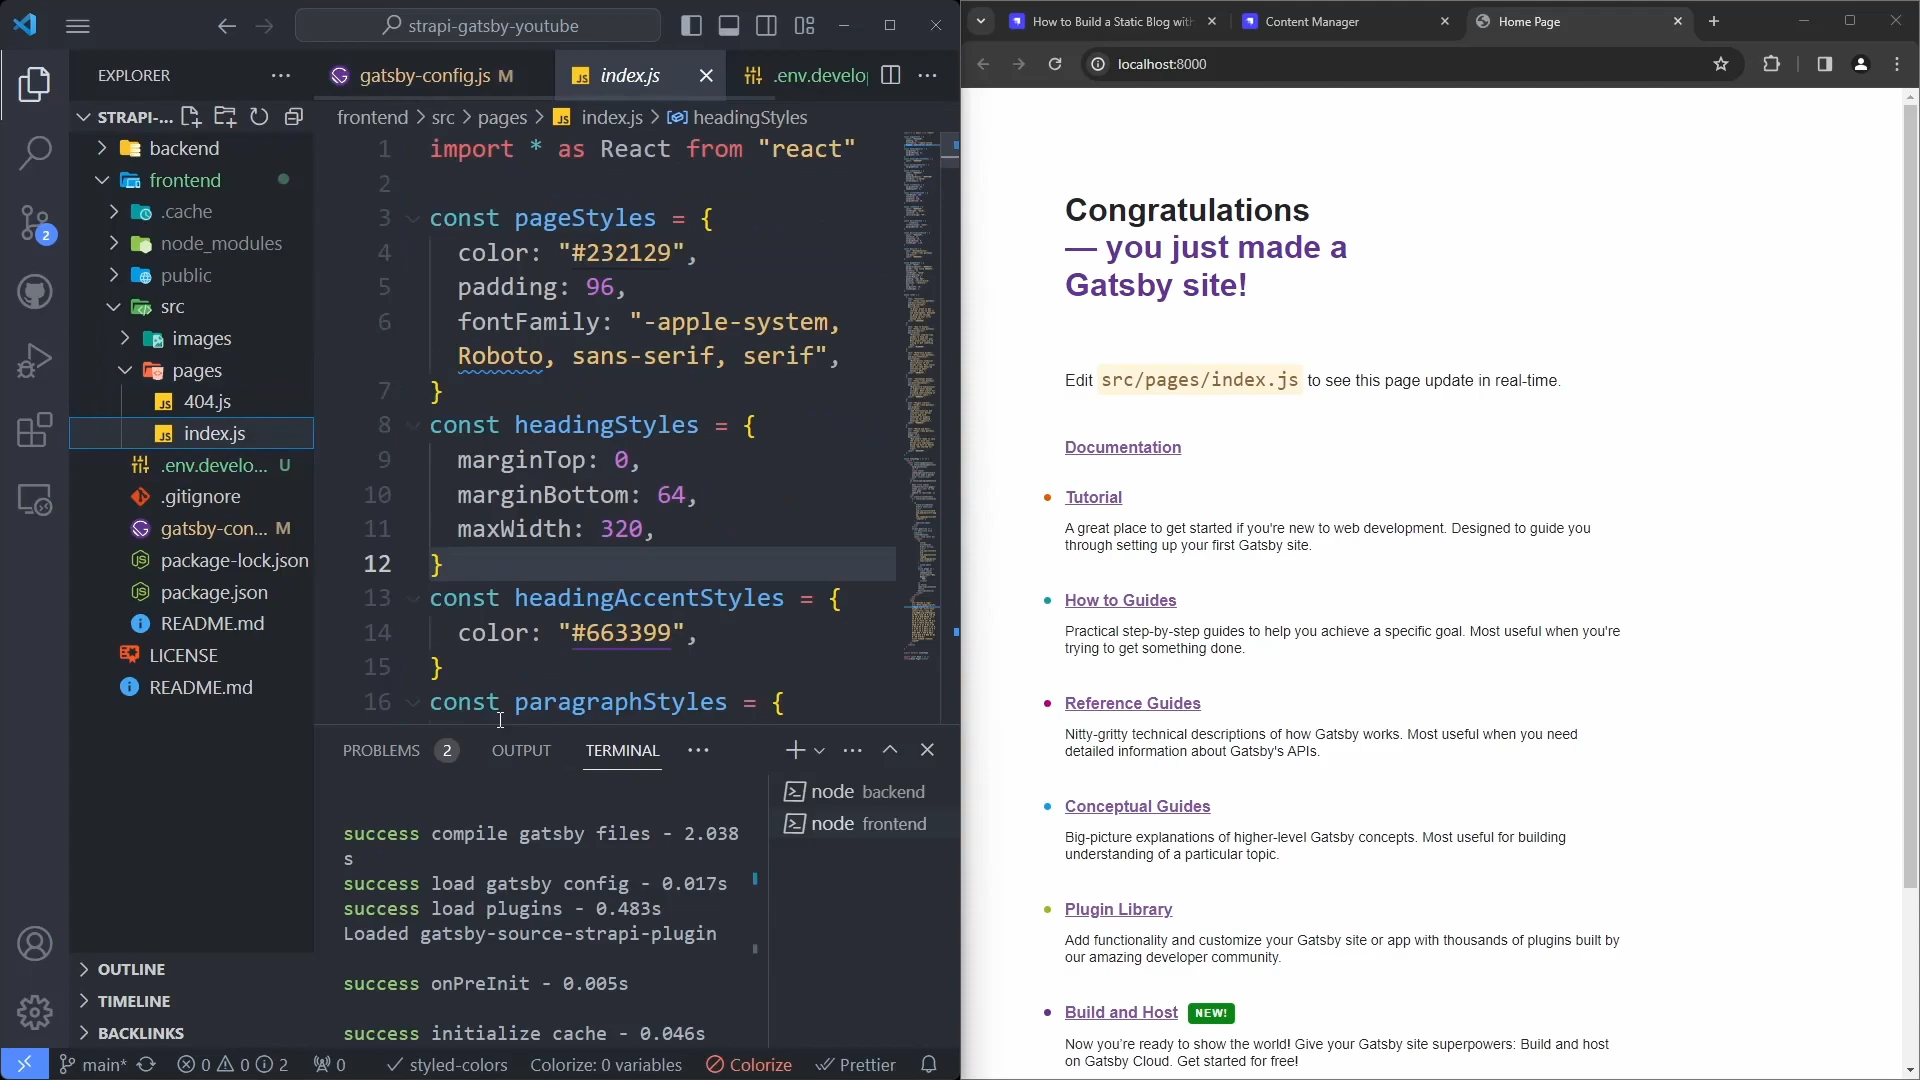 strapi-gatsby-youtube
EXPLORER
STRAPI-...
backend
frontend
.cache
node_modules
public
src
images
pages
404.js
index.js
.env.develo... U
.gitignore
gatsby-con... M
package-lock.json
package.json
README.md
LICENSE
README.md
OUTLINE
TIMELINE
BACKLINKS
2
gatsby-config.js M
index.js
.env.develo
frontend > src > pages > JS index.js > headingStyles
1 import * as React from "react"
2
3 const pageStyles = {
4 color: "#232129",
5 padding: 96,
6 fontFamily: "-apple-system,
Roboto, sans-serif, serif",
7 }
8 const headingStyles = {
9 marginTop: 0,
10 marginBottom: 64,
11 maxWidth: 320,
12 }
13 const headingAccentStyles = {
14 color: "#663399",
15 }
16 const paragraphStyles = {
PROBLEMS 2 OUTPUT TERMINAL
node backend
node frontend
success compile gatsby files - 2.038
s
success load gatsby config - 0.017s
success load plugins - 0.483s
Loaded gatsby-source-strapi-plugin
success onPreInit - 0.005s
success initialize cache - 0.046s
main* 0 0 2 0 styled-colors Colorize: 0 variables Colorize Prettier
How to Build a Static Blog with
Content Manager
Home Page
localhost:8000
Congratulations
— you just made a
Gatsby site!
Edit src/pages/index.js to see this page update in real-time.
Documentation
Tutorial
A great place to get started if you're new to web development. Designed to guide you
through setting up your first Gatsby site.
How to Guides
Practical step-by-step guides to help you achieve a specific goal. Most useful when you're
trying to get something done.
Reference Guides
Nitty-gritty technical descriptions of how Gatsby works. Most useful when you need
detailed information about Gatsby's APIs.
Conceptual Guides
Big-picture explanations of higher-level Gatsby concepts. Most useful for building
understanding of a particular topic.
Plugin Library
Add functionality and customize your Gatsby site or app with thousands of plugins built by
our amazing developer community.
Build and Host NEW!
Now you’re ready to show the world! Give your Gatsby site superpowers: Build and host
on Gatsby Cloud. Get started for free!